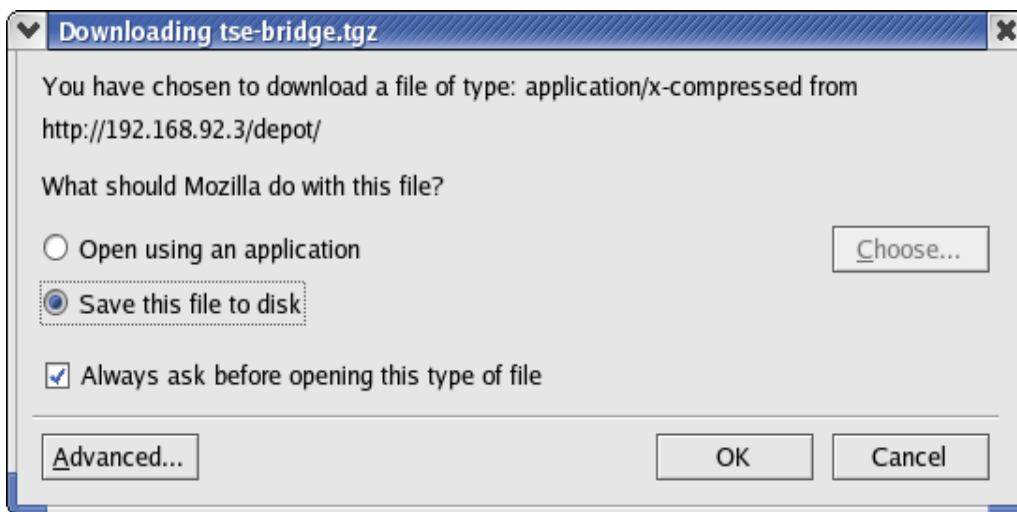 Downloading tse-bridge.tgz
You have chosen to download a file of type: application/x-compressed from
http://192.168.92.3/depot/
What should Mozilla do with this file?
Open using an application
Choose...
Save this file to disk
Always ask before opening this type of file
Advanced...
OK
Cancel